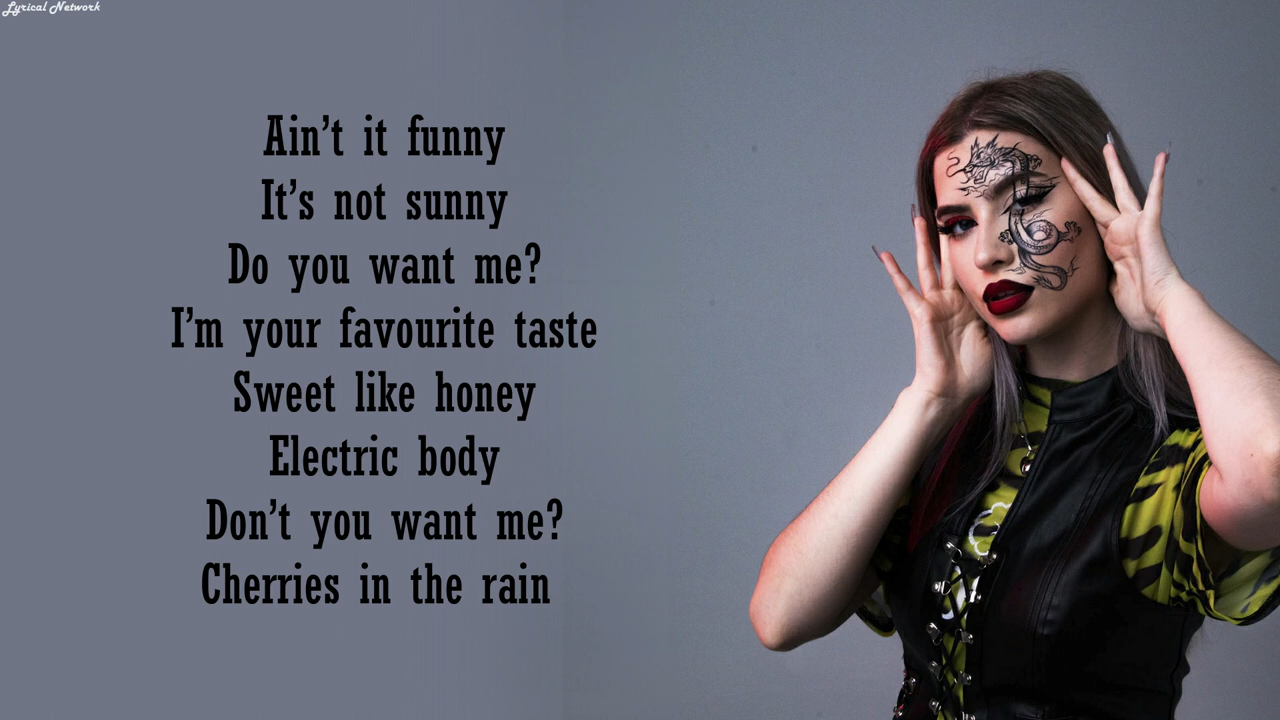 Lyrical Network
Ain't it funny
It's not sunny
Do you want me?
I'm your favourite taste
Sweet like honey
Electric body
Don't you want me?
Cherries in the rain